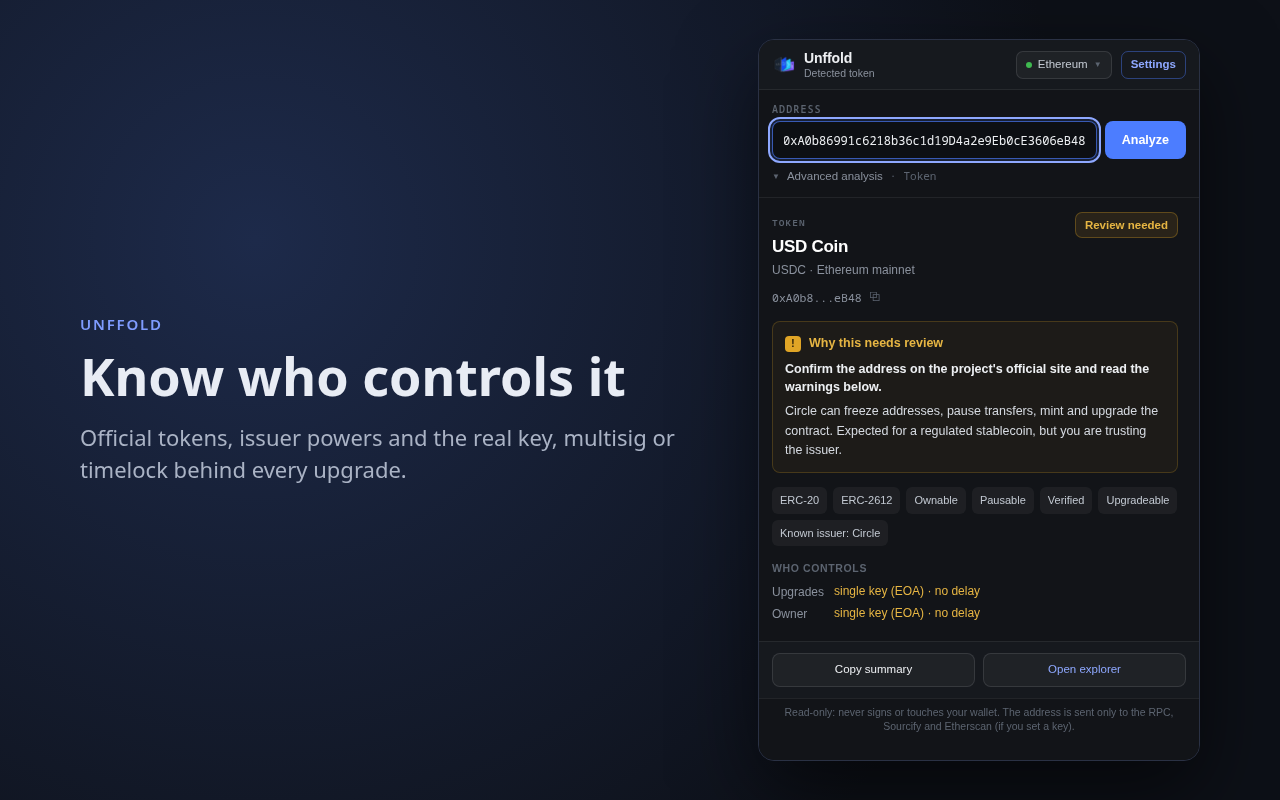 UNFFOLD
Know who controls it
Official tokens, issuer powers and the real key, multisig or
timelock behind every upgrade.
Unffold
Detected token
Ethereum
Settings
ADDRESS
0xA0b86991c6218b36c1d19D4a2e9Eb0cE3606eB48
Analyze
Advanced analysis · Token
TOKEN
Review needed
USD Coin
USDC · Ethereum mainnet
0xA0b8...eB48
! Why this needs review
Confirm the address on the project's official site and read the
warnings below.
Circle can freeze addresses, pause transfers, mint and upgrade the
contract. Expected for a regulated stablecoin, but you are trusting
the issuer.
ERC-20 ERC-2612 Ownable Pausable Verified Upgradeable
Known issuer: Circle
WHO CONTROLS
Upgrades single key (EOA) · no delay
Owner single key (EOA) · no delay
Copy summary
Open explorer
Read-only: never signs or touches your wallet. The address is sent only to the RPC,
Sourcify and Etherscan (if you set a key).